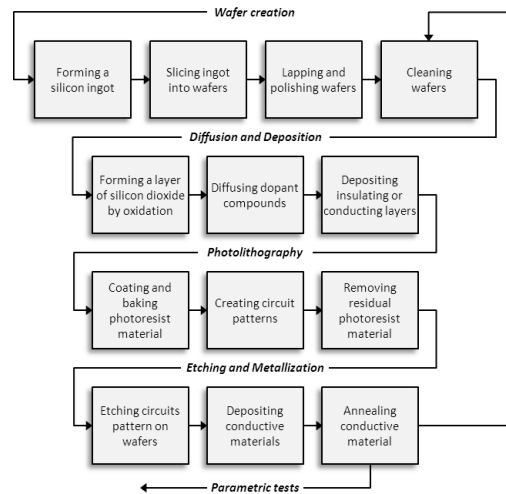 Wafer creation
Forming a
silicon ingot
Slicing ingot
into wafers
Lapping and
polishing wafers
Cleaning
wafers
Diffusion and Deposition
Forming a layer
of silicon dioxide
by oxidation
Diffusing dopant
compounds
Depositing
insulating or
conducting layers
Photolithography
Coating and
baking
photoresist
material
Creating circuit
patterns
Removing
residual
photoresist
material
Etching and Metallization
Etching circuits
pattern on
wafers
Depositing
conductive
materials
Annealing
conductive
material
Parametric tests